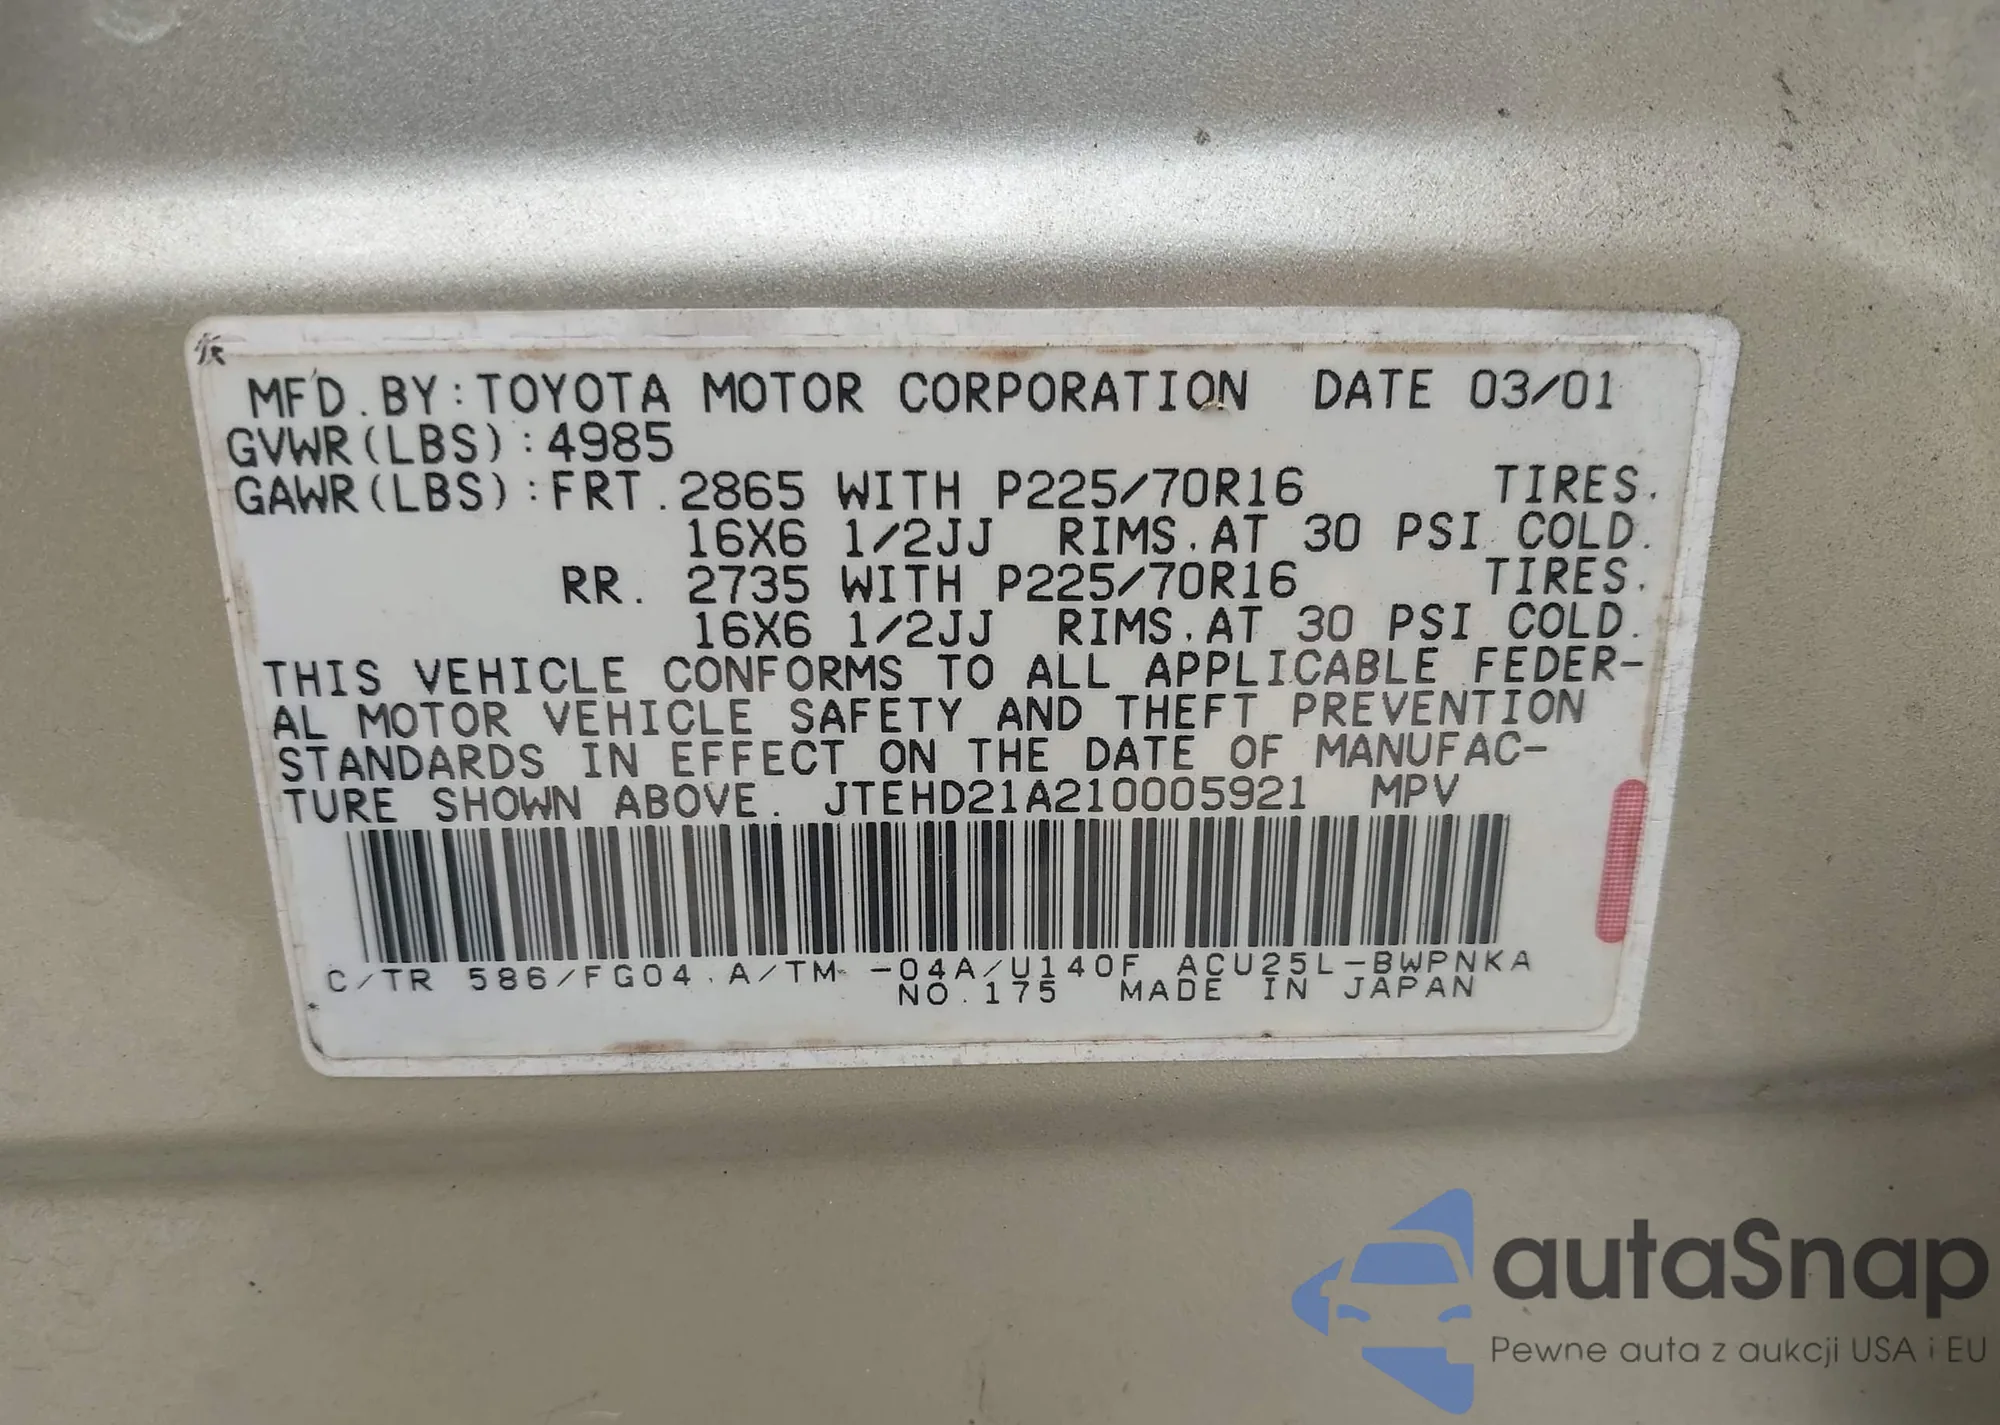 MF'D. BY: TOYOTA MOTOR CORPORATION DATE 03/01
GVWR(LBS): 4985
GAWR(LBS): FRT. 2865 WITH P225/70R16 TIRES.
16X6 1/2JJ RIMS. AT 30 PSI COLD.
RR. 2735 WITH P225/70R16 TIRES.
16X6 1/2JJ RIMS. AT 30 PSI COLD.
THIS VEHICLE CONFORMS TO ALL APPLICABLE FEDER-
AL MOTOR VEHICLE SAFETY AND THEFT PREVENTION
STANDARDS IN EFFECT ON THE DATE OF MANUFAC-
TURE SHOWN ABOVE. JTEHD21A210005921 MPV
C/TR 586/FG04. A/TM -04A/U140F ACU25L-BWPNKA
NO.175 MADE IN JAPAN
autaSnap
Pewne auta z aukcji USA i EU